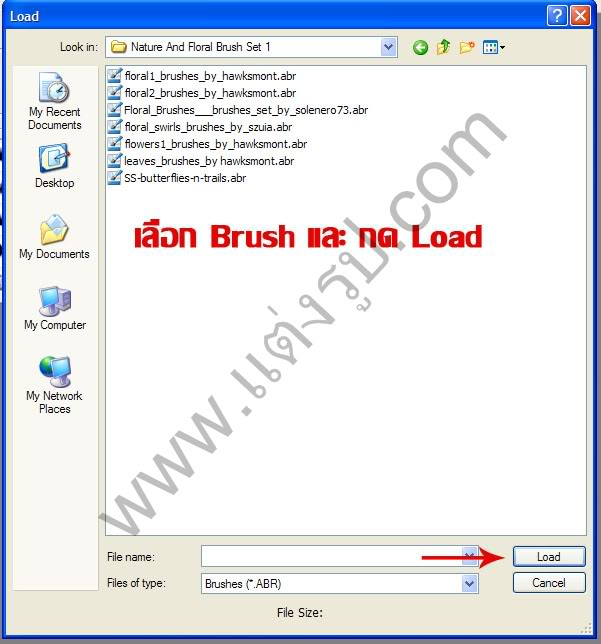 Load
Look in: Nature And Floral Brush Set 1
My Recent
Documents
Desktop
My Documents
My Computer
My Network
Places
floral1_brushes_by_hawksmont.abr
floral2_brushes_by_hawksmont.abr
Floral_Brushes___brushes_set_by_solenero73.abr
floral_swirls_brushes_by_szuia.abr
flowers1_brushes_by_hawksmont.abr
leaves_brushes_by hawksmont.abr
SS-butterflies-n-trails.abr
เลือก Brush และ กด Load
www.แต่งรูป.com
File name: Load
Files of type: Brushes (*.ABR) Cancel
File Size: